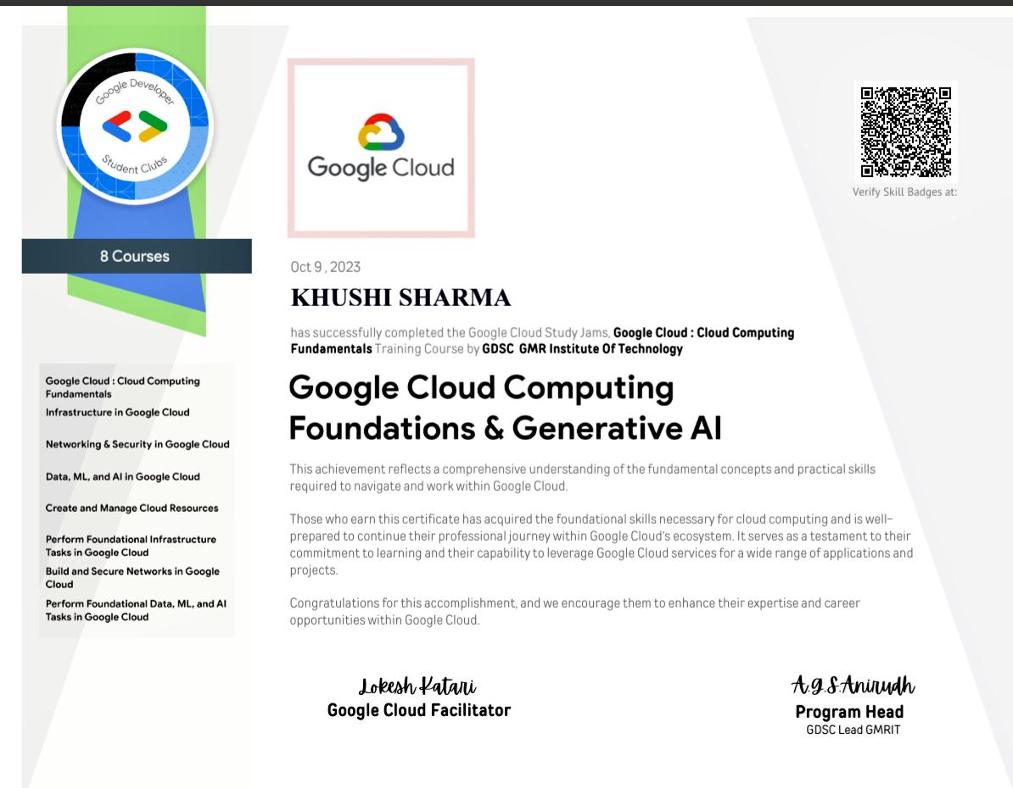 Google Developer
Student Clubs
8 Courses
Google Cloud : Cloud Computing
Fundamentals
Infrastructure in Google Cloud
Networking & Security in Google Cloud
Data, ML, and AI in Google Cloud
Create and Manage Cloud Resources
Perform Foundational Infrastructure
Tasks in Google Cloud
Build and Secure Networks in Google
Cloud
Perform Foundational Data, ML, and AI
Tasks in Google Cloud
Google Cloud
Verify Skill Badges at:
Oct 9 , 2023
KHUSHI SHARMA
has successfully completed the Google Cloud Study Jams, Google Cloud : Cloud Computing
Fundamentals Training Course by GDSC GMR Institute Of Technology
Google Cloud Computing
Foundations & Generative AI
This achievement reflects a comprehensive understanding of the fundamental concepts and practical skills
required to navigate and work within Google Cloud.
Those who earn this certificate has acquired the foundational skills necessary for cloud computing and is well-
prepared to continue their professional journey within Google Cloud's ecosystem. It serves as a testament to their
commitment to learning and their capability to leverage Google Cloud services for a wide range of applications and
projects.
Congratulations for this accomplishment, and we encourage them to enhance their expertise and career
opportunities within Google Cloud.
Lokesh Katari
Google Cloud Facilitator
A.G.S.Anirudh
Program Head
GDSC Lead GMRIT